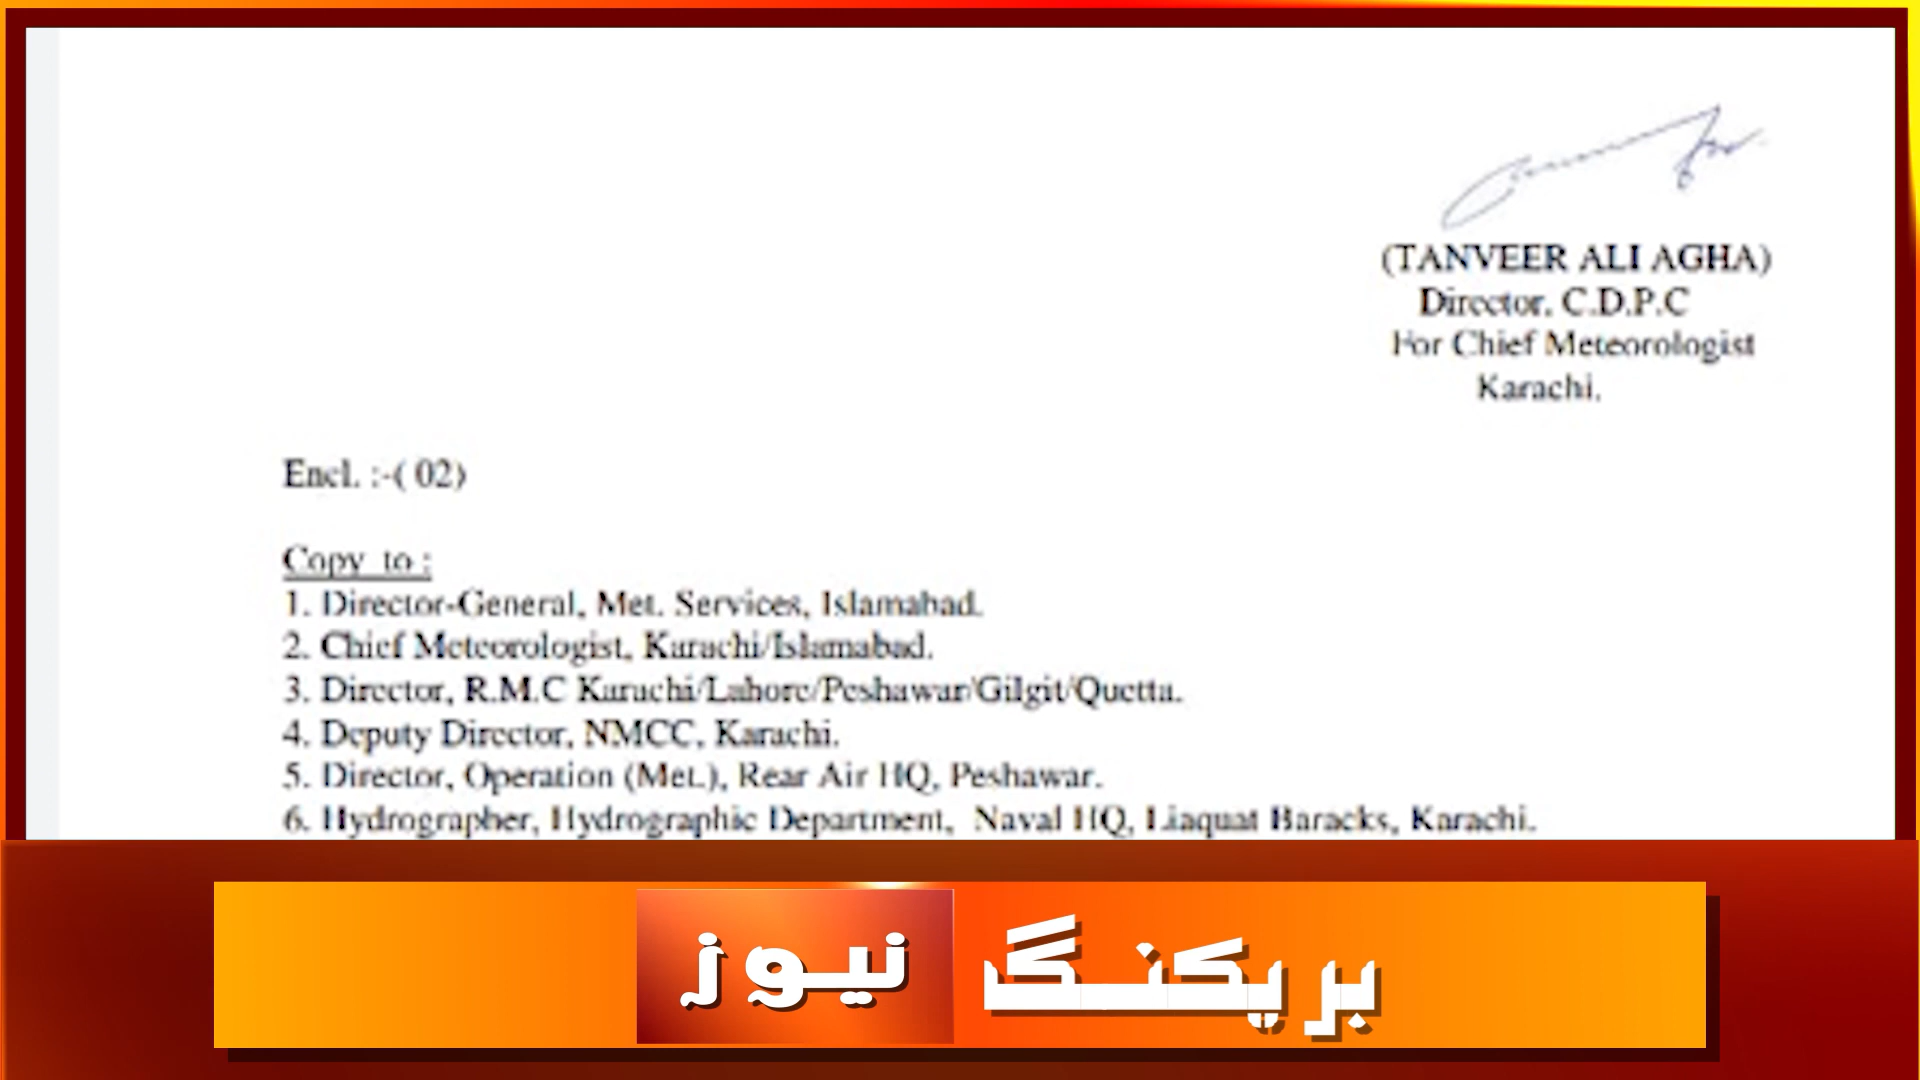 (TANVEER ALI AGHA)
Director, C.D.P.C
For Chief Meteorologist
Karachi.
Encl. :-( 02)
Copy to :
1. Director-General, Met. Services, Islamabad.
2. Chief Meteorologist, Karachi/Islamabad.
3. Director, R.M.C Karachi/Lahore/Peshawar/Gilgit/Quetta.
4. Deputy Director, NMCC, Karachi.
5. Director, Operation (Met.), Rear Air HQ, Peshawar.
6. Hydrographer, Hydrographic Department, Naval HQ, Liaquat Baracks, Karachi.
بریکنگ نیوز